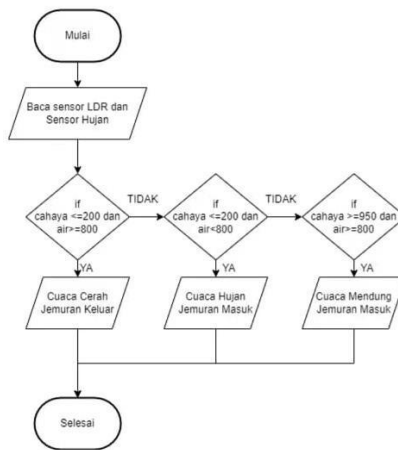 Mulai
Baca sensor LDR dan
Sensor Hujan
if
cahaya <=200 dan
air>=800
TIDAK
if
cahaya <=200 dan
air<800
TIDAK
if
cahaya >=950 dan
air>=800
YA
YA
YA
Cuaca Cerah
Jemuran Keluar
Cuaca Hujan
Jemuran Masuk
Cuaca Mendung
Jemuran Masuk
Selesai